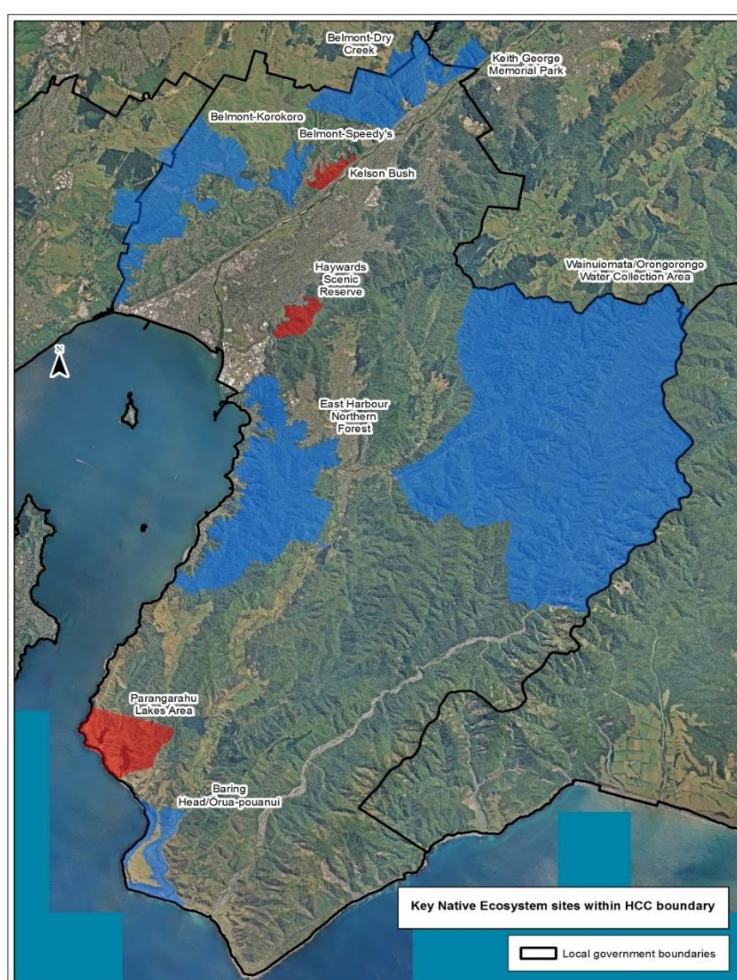 Belmont-Dry
Creek
Keith George
Memorial Park
Belmont-Korokoro
Belmont-Speedy's
Kelson Bush
Wainuiomata/Orongorongo
Water Collection Area
Haywards
Scenic
Reserve
N
East Harbour
Northern
Forest
Parangarahu
Lakes Area
Baring
Head/Orua-pouanui
Key Native Ecosystem sites within HCC boundary
Local government boundaries